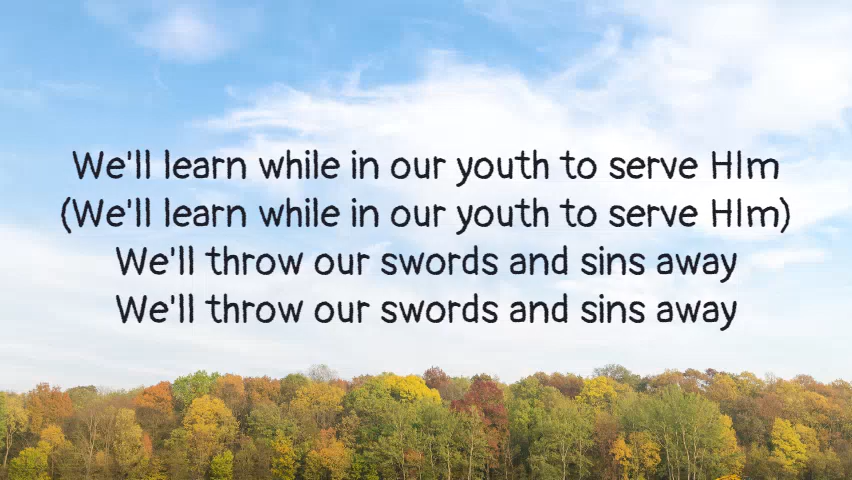 We'll learn while in our youth to serve HIm
(We'll learn while in our youth to serve HIm)
We'll throw our swords and sins away
We'll throw our swords and sins away